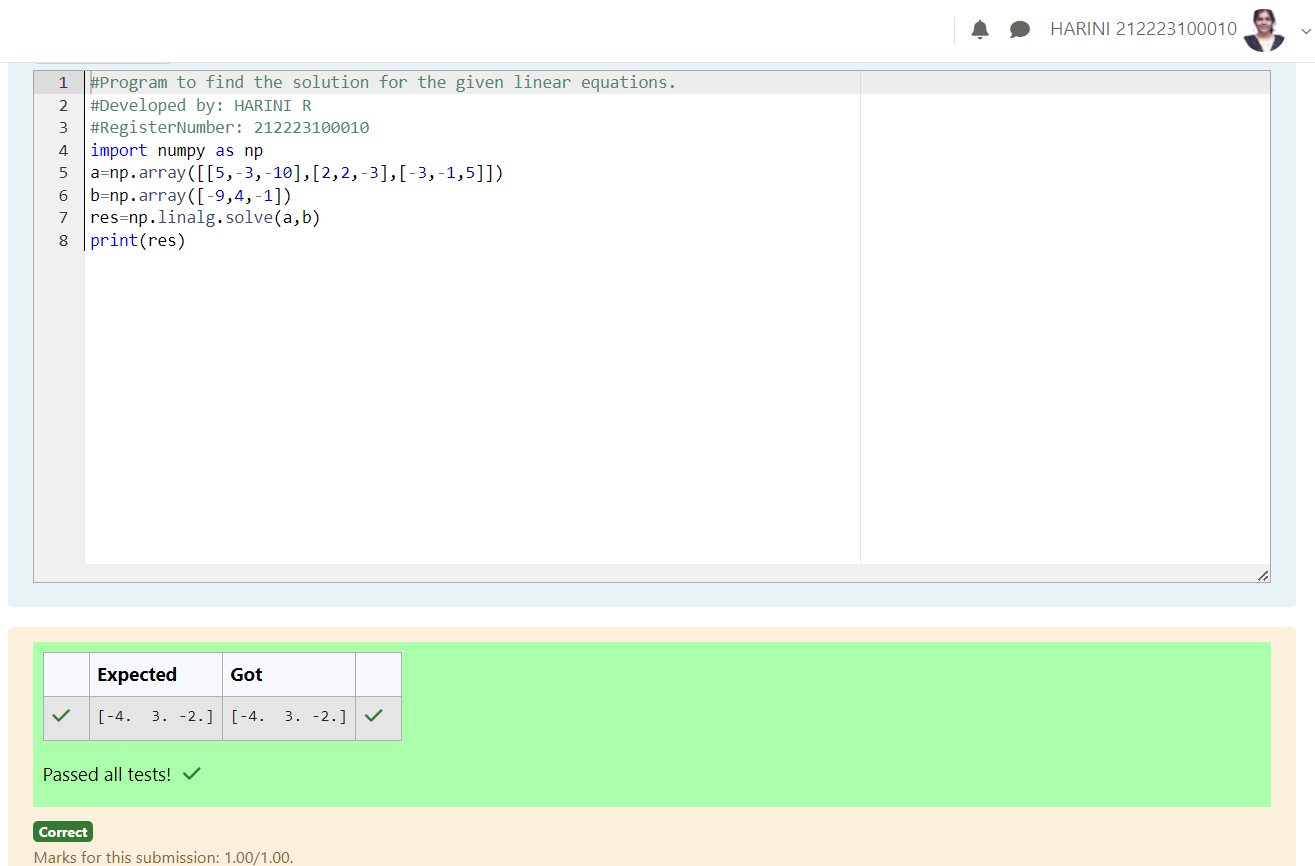 HARINI 212223100010
1 #Program to find the solution for the given linear equations.
2 #Developed by: HARINI R
3 #RegisterNumber: 212223100010
4 import numpy as np
5 a=np.array([[5,-3,-10],[2,2,-3],[-3,-1,5]])
6 b=np.array([-9,4,-1])
7 res=np.linalg.solve(a,b)
8 print(res)
Expected Got
[-4.  3. -2.] [-4.  3. -2.]
Passed all tests!
Correct
Marks for this submission: 1.00/1.00.